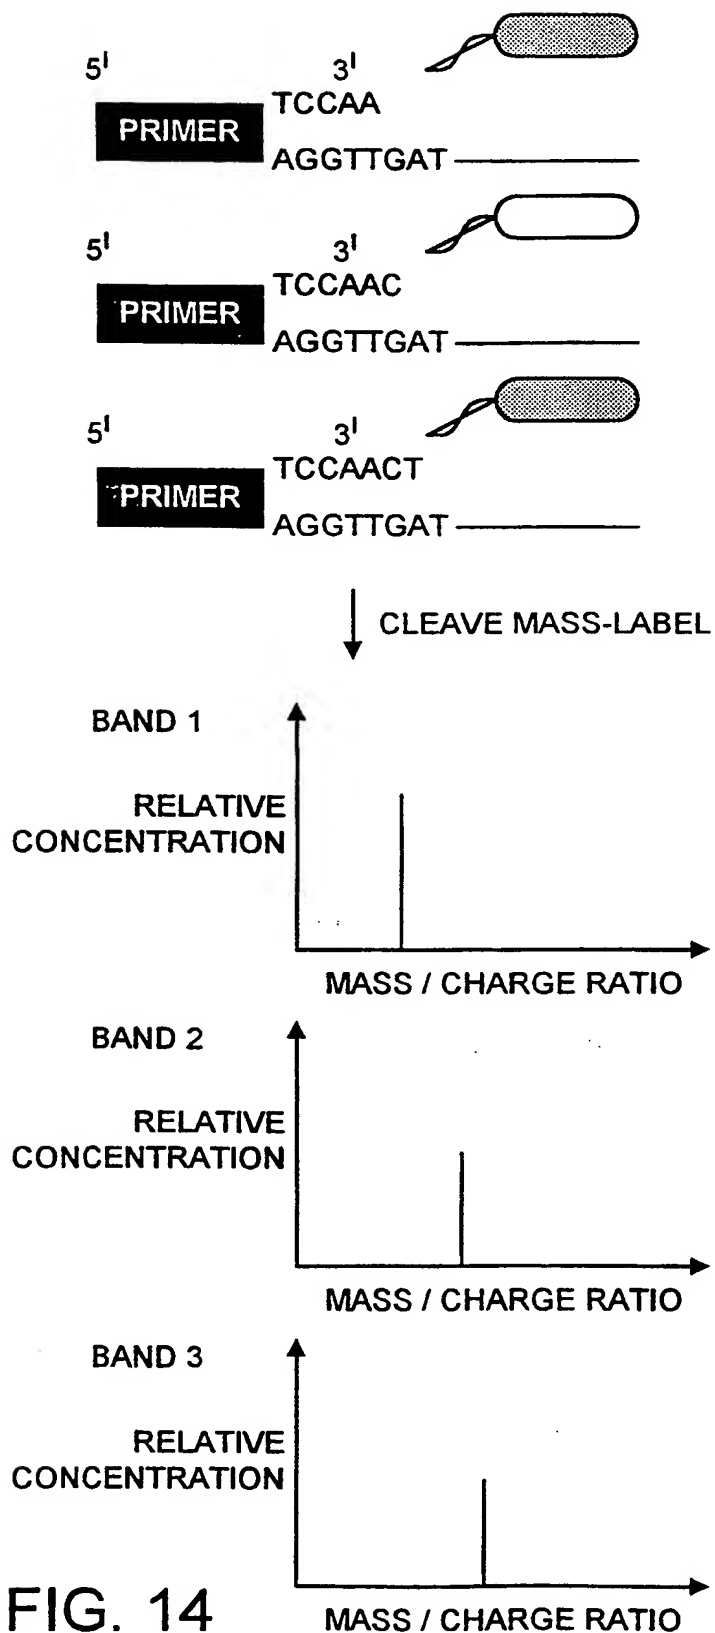 5' 3'
TCCAA
PRIMER
AGGTTGAT
5' 3'
TCCAAC
PRIMER
AGGTTGAT
5' 3'
TCCAACT
PRIMER
AGGTTGAT
CLEAVE MASS-LABEL
BAND 1
RELATIVE
CONCENTRATION
MASS / CHARGE RATIO
BAND 2
RELATIVE
CONCENTRATION
MASS / CHARGE RATIO
BAND 3
RELATIVE
CONCENTRATION
MASS / CHARGE RATIO
FIG. 14